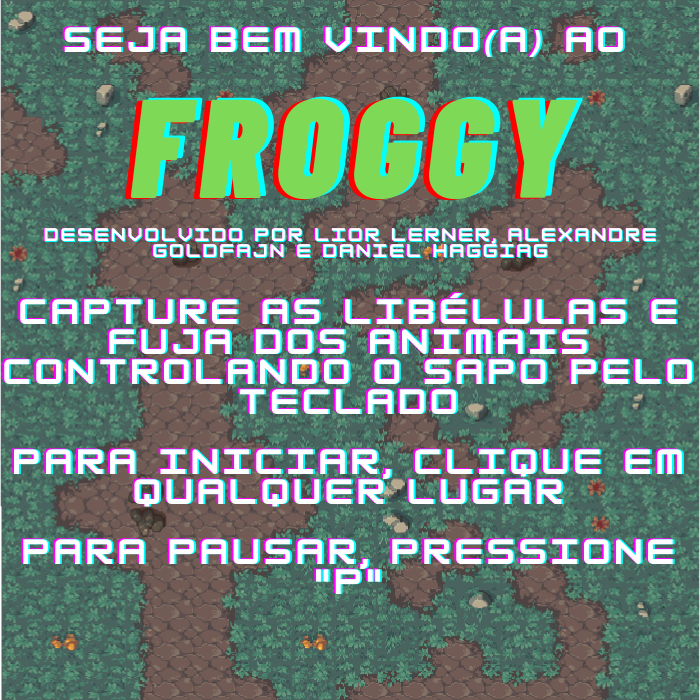 SEJA BEM VINDO(A) AO
FROGGY
DESENVOLVIDO POR LIOR LERNER, ALEXANDRE
GOLDFAJN E DANIEL HAGGIAG
CAPTURE AS LIBÉLULAS E
FUJA DOS ANIMAIS
CONTROLANDO O SAPO PELO
TECLADO
PARA INICIAR, CLIQUE EM
QUALQUER LUGAR
PARA PAUSAR, PRESSIONE
"P"